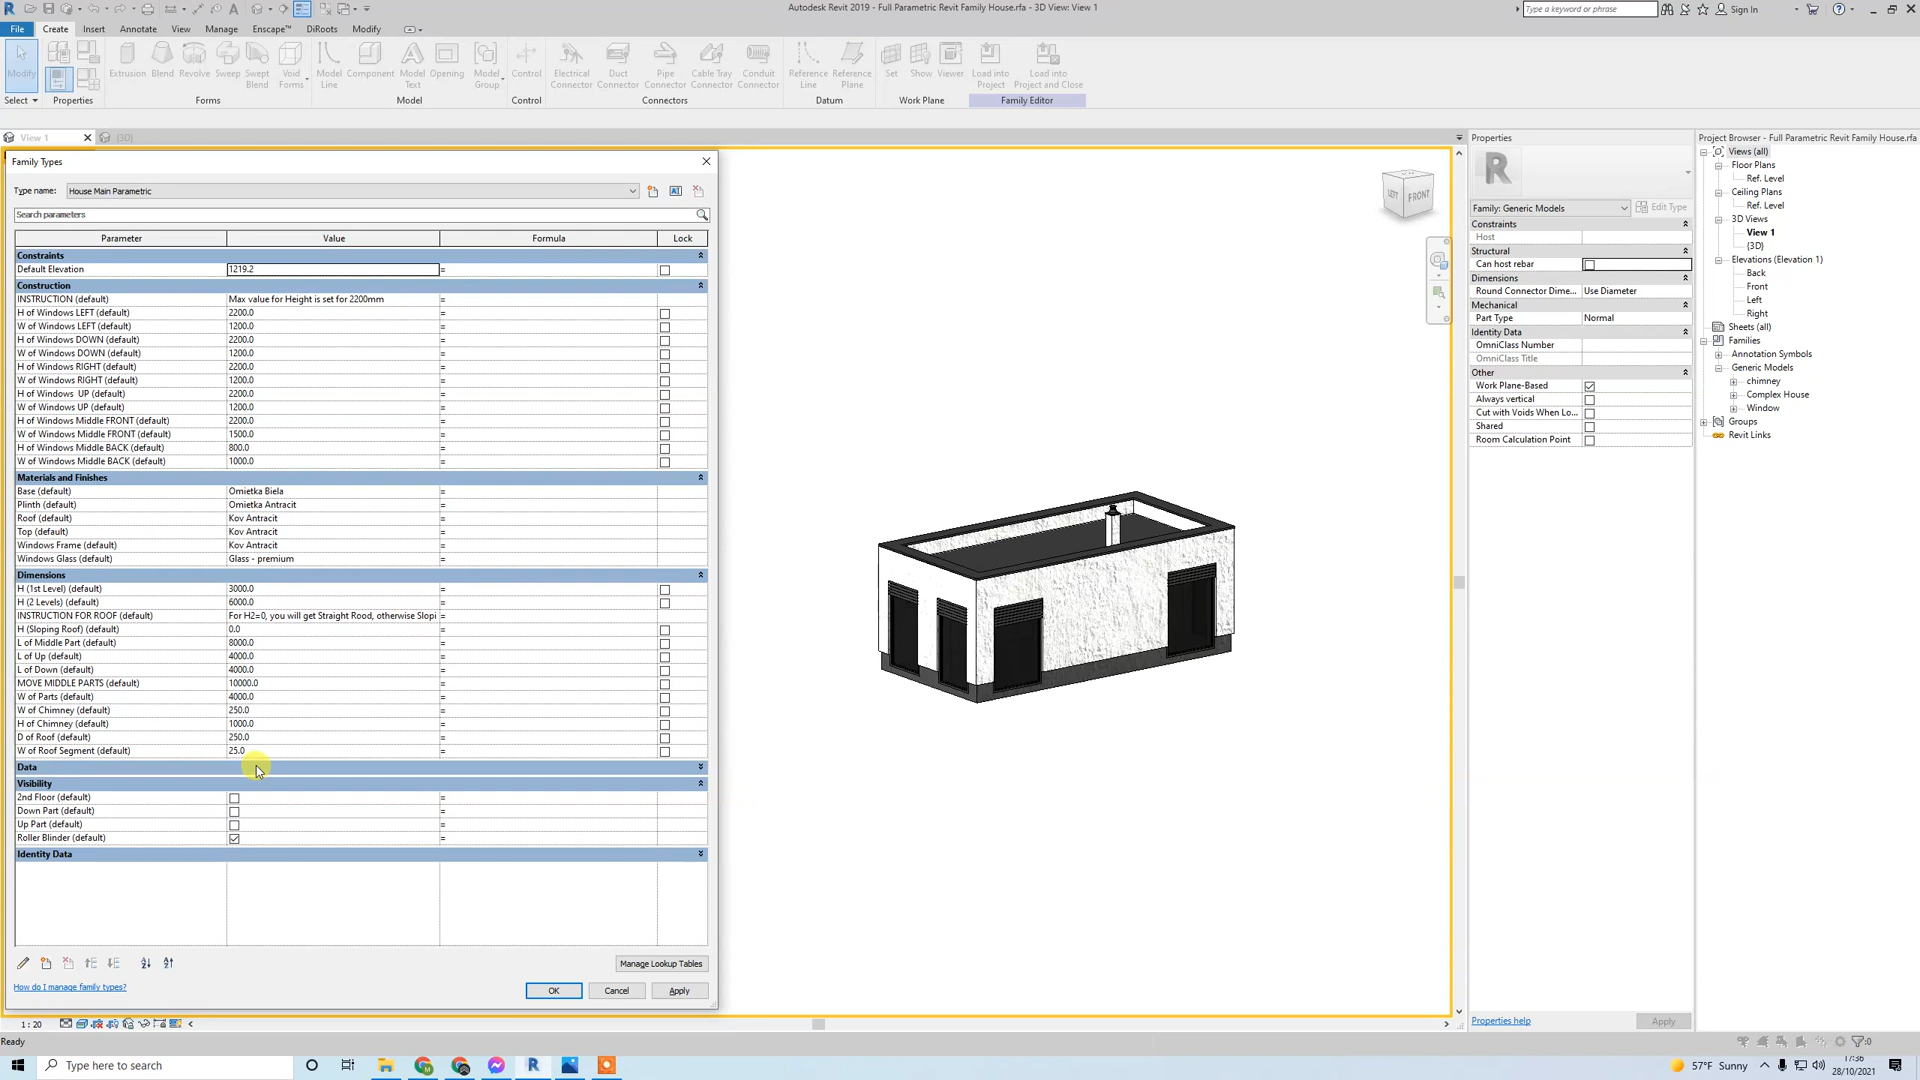 Autodesk Revit 2019 - Full Parametric Revit Family House.rfa - 3D View: View 1
Type a keyword or phrase
Sign In
File Create Insert Annotate View Manage Enscape™ DiRoots Modify
Modify
Extrusion Blend Revolve Sweep Swept Blend Void Forms
Model Line Component Model Text Opening Model Group
Control
Electrical Connector Duct Connector Pipe Connector Cable Tray Connector Conduit Connector
Reference Line Reference Plane
Set Show Viewer
Load into Project Load into Project and Close
Select Properties Forms Model Control Connectors Datum Work Plane Family Editor
View 1
{3D}
Family Types
Type name: House Main Parametric
Search parameters
Parameter Value Formula Lock
Constraints
Default Elevation 1219.2 =
Construction
INSTRUCTION (default) Max value for Height is set for 2200mm =
H of Windows LEFT (default) 2200.0 =
W of Windows LEFT (default) 1200.0 =
H of Windows DOWN (default) 2200.0 =
W of Windows DOWN (default) 1200.0 =
H of Windows RIGHT (default) 2200.0 =
W of Windows RIGHT (default) 1200.0 =
H of Windows  UP (default) 2200.0 =
W of Windows UP (default) 1200.0 =
H of Windows Middle FRONT (default) 2200.0 =
W of Windows Middle FRONT (default) 1500.0 =
H of Windows Middle BACK (default) 800.0 =
W of Windows Middle BACK (default) 1000.0 =
Materials and Finishes
Base (default) Omietka Biela =
Plinth (default) Omietka Antracit =
Roof (default) Kov Antracit =
Top (default) Kov Antracit =
Windows Frame (default) Kov Antracit =
Windows Glass (default) Glass - premium =
Dimensions
H (1st Level) (default) 3000.0 =
H (2 Levels) (default) 6000.0 =
INSTRUCTION FOR ROOF (default) For H2=0, you will get Straight Rood, otherwise Slopi =
H (Sloping Roof) (default) 0.0 =
L of Middle Part (default) 8000.0 =
L of Up (default) 4000.0 =
L of Down (default) 4000.0 =
MOVE MIDDLE PARTS (default) 10000.0 =
W of Parts (default) 4000.0 =
W of Chimney (default) 250.0 =
H of Chimney (default) 1000.0 =
D of Roof (default) 250.0 =
W of Roof Segment (default) 25.0 =
Data
Visibility
2nd Floor (default) =
Down Part (default) =
Up Part (default) =
Roller Blinder (default) =
Identity Data
Manage Lookup Tables
How do I manage family types?
OK Cancel Apply
LEFT FRONT
Properties
Family: Generic Models
Edit Type
Constraints
Host
Structural
Can host rebar
Dimensions
Round Connector Dime... Use Diameter
Mechanical
Part Type Normal
Identity Data
OmniClass Number
OmniClass Title
Other
Work Plane-Based
Always vertical
Cut with Voids When Lo...
Shared
Room Calculation Point
Properties help
Apply
Project Browser - Full Parametric Revit Family House.rfa
Views (all)
Floor Plans
Ref. Level
Ceiling Plans
Ref. Level
3D Views
View 1
{3D}
Elevations (Elevation 1)
Back
Front
Left
Right
Sheets (all)
Families
Annotation Symbols
Generic Models
chimney
Complex House
Window
Groups
Revit Links
1 : 20
Ready
:0
Type here to search
57°F Sunny
17:36
28/10/2021